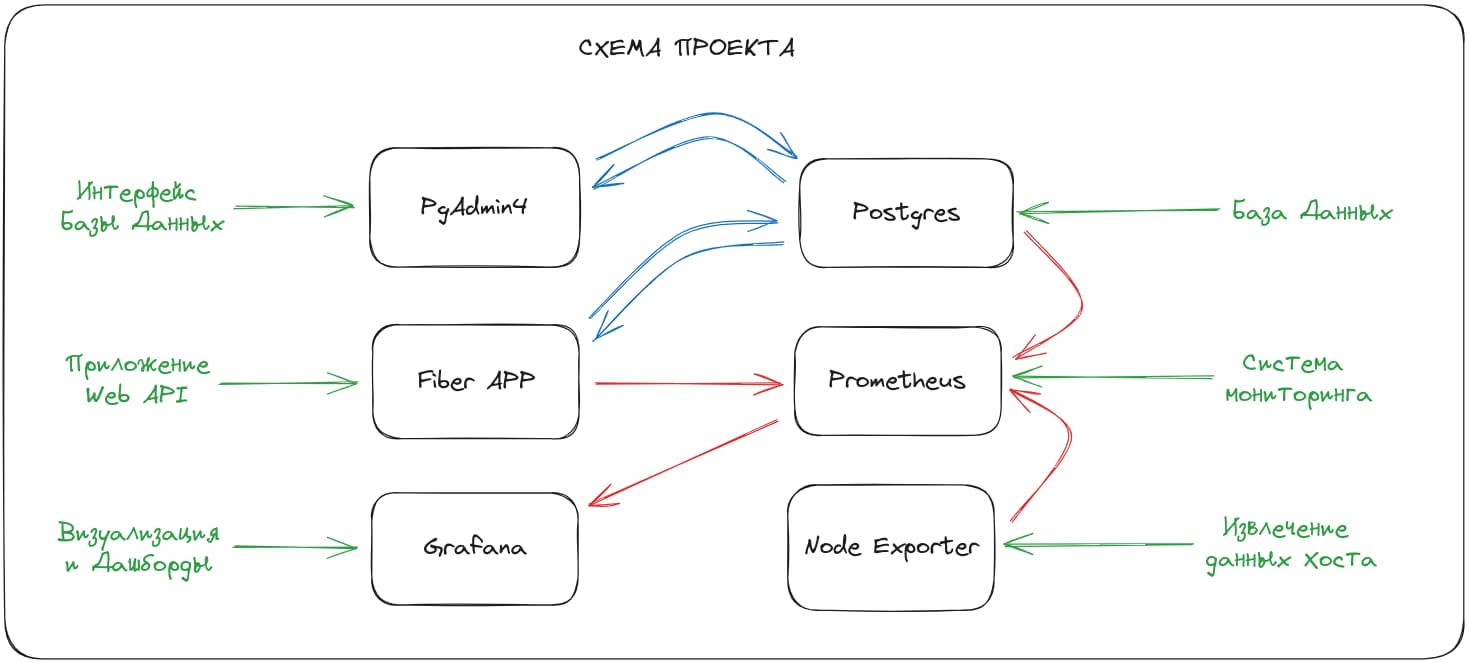 СХЕМА ПРОЕКТА
Интерфейс
Базы Данных
PgAdmin4
Postgres
База Данных
Приложение
Web API
Fiber APP
Prometheus
Система
мониторинга
Визуализация
и Дашборды
Grafana
Node Exporter
Извлечение
данных хоста